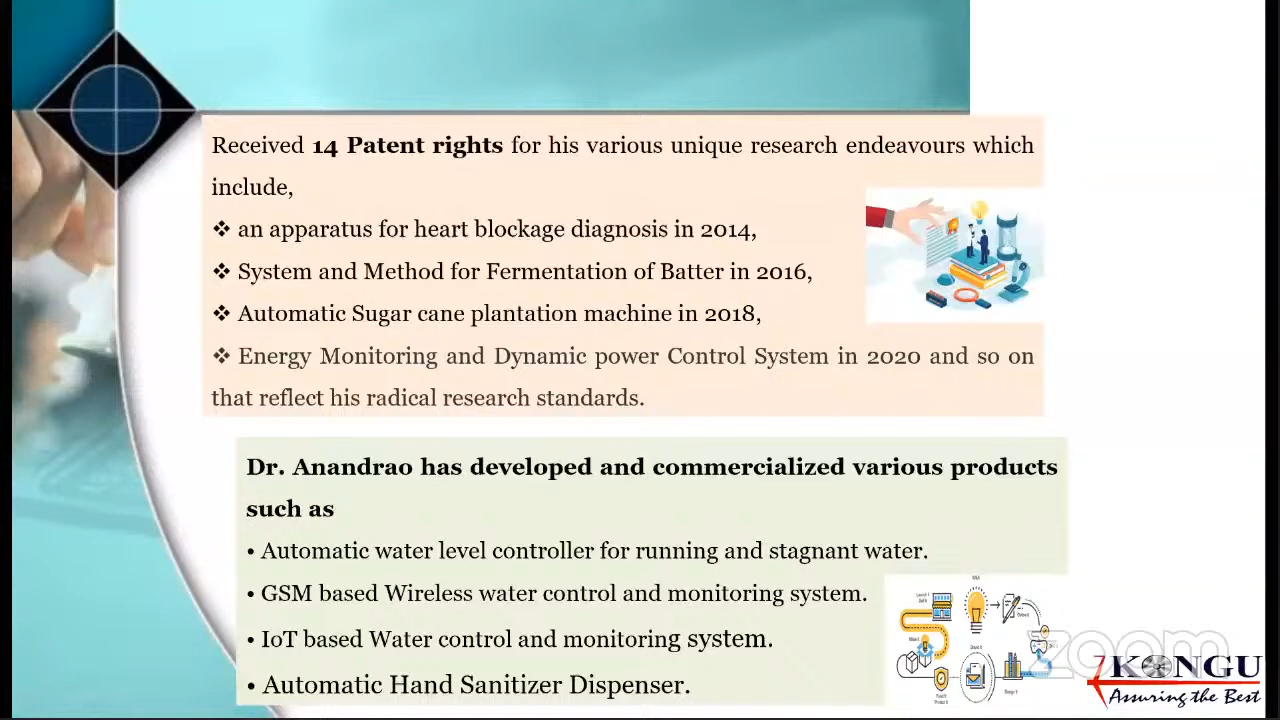 Received 14 Patent rights for his various unique research endeavours which
include,
❖ an apparatus for heart blockage diagnosis in 2014,
❖ System and Method for Fermentation of Batter in 2016,
❖ Automatic Sugar cane plantation machine in 2018,
❖ Energy Monitoring and Dynamic power Control System in 2020 and so on
that reflect his radical research standards.
Dr. Anandrao has developed and commercialized various products
such as
• Automatic water level controller for running and stagnant water.
• GSM based Wireless water control and monitoring system.
• IoT based Water control and monitoring system.
• Automatic Hand Sanitizer Dispenser.
zoom
KONGU
Assuring the Best